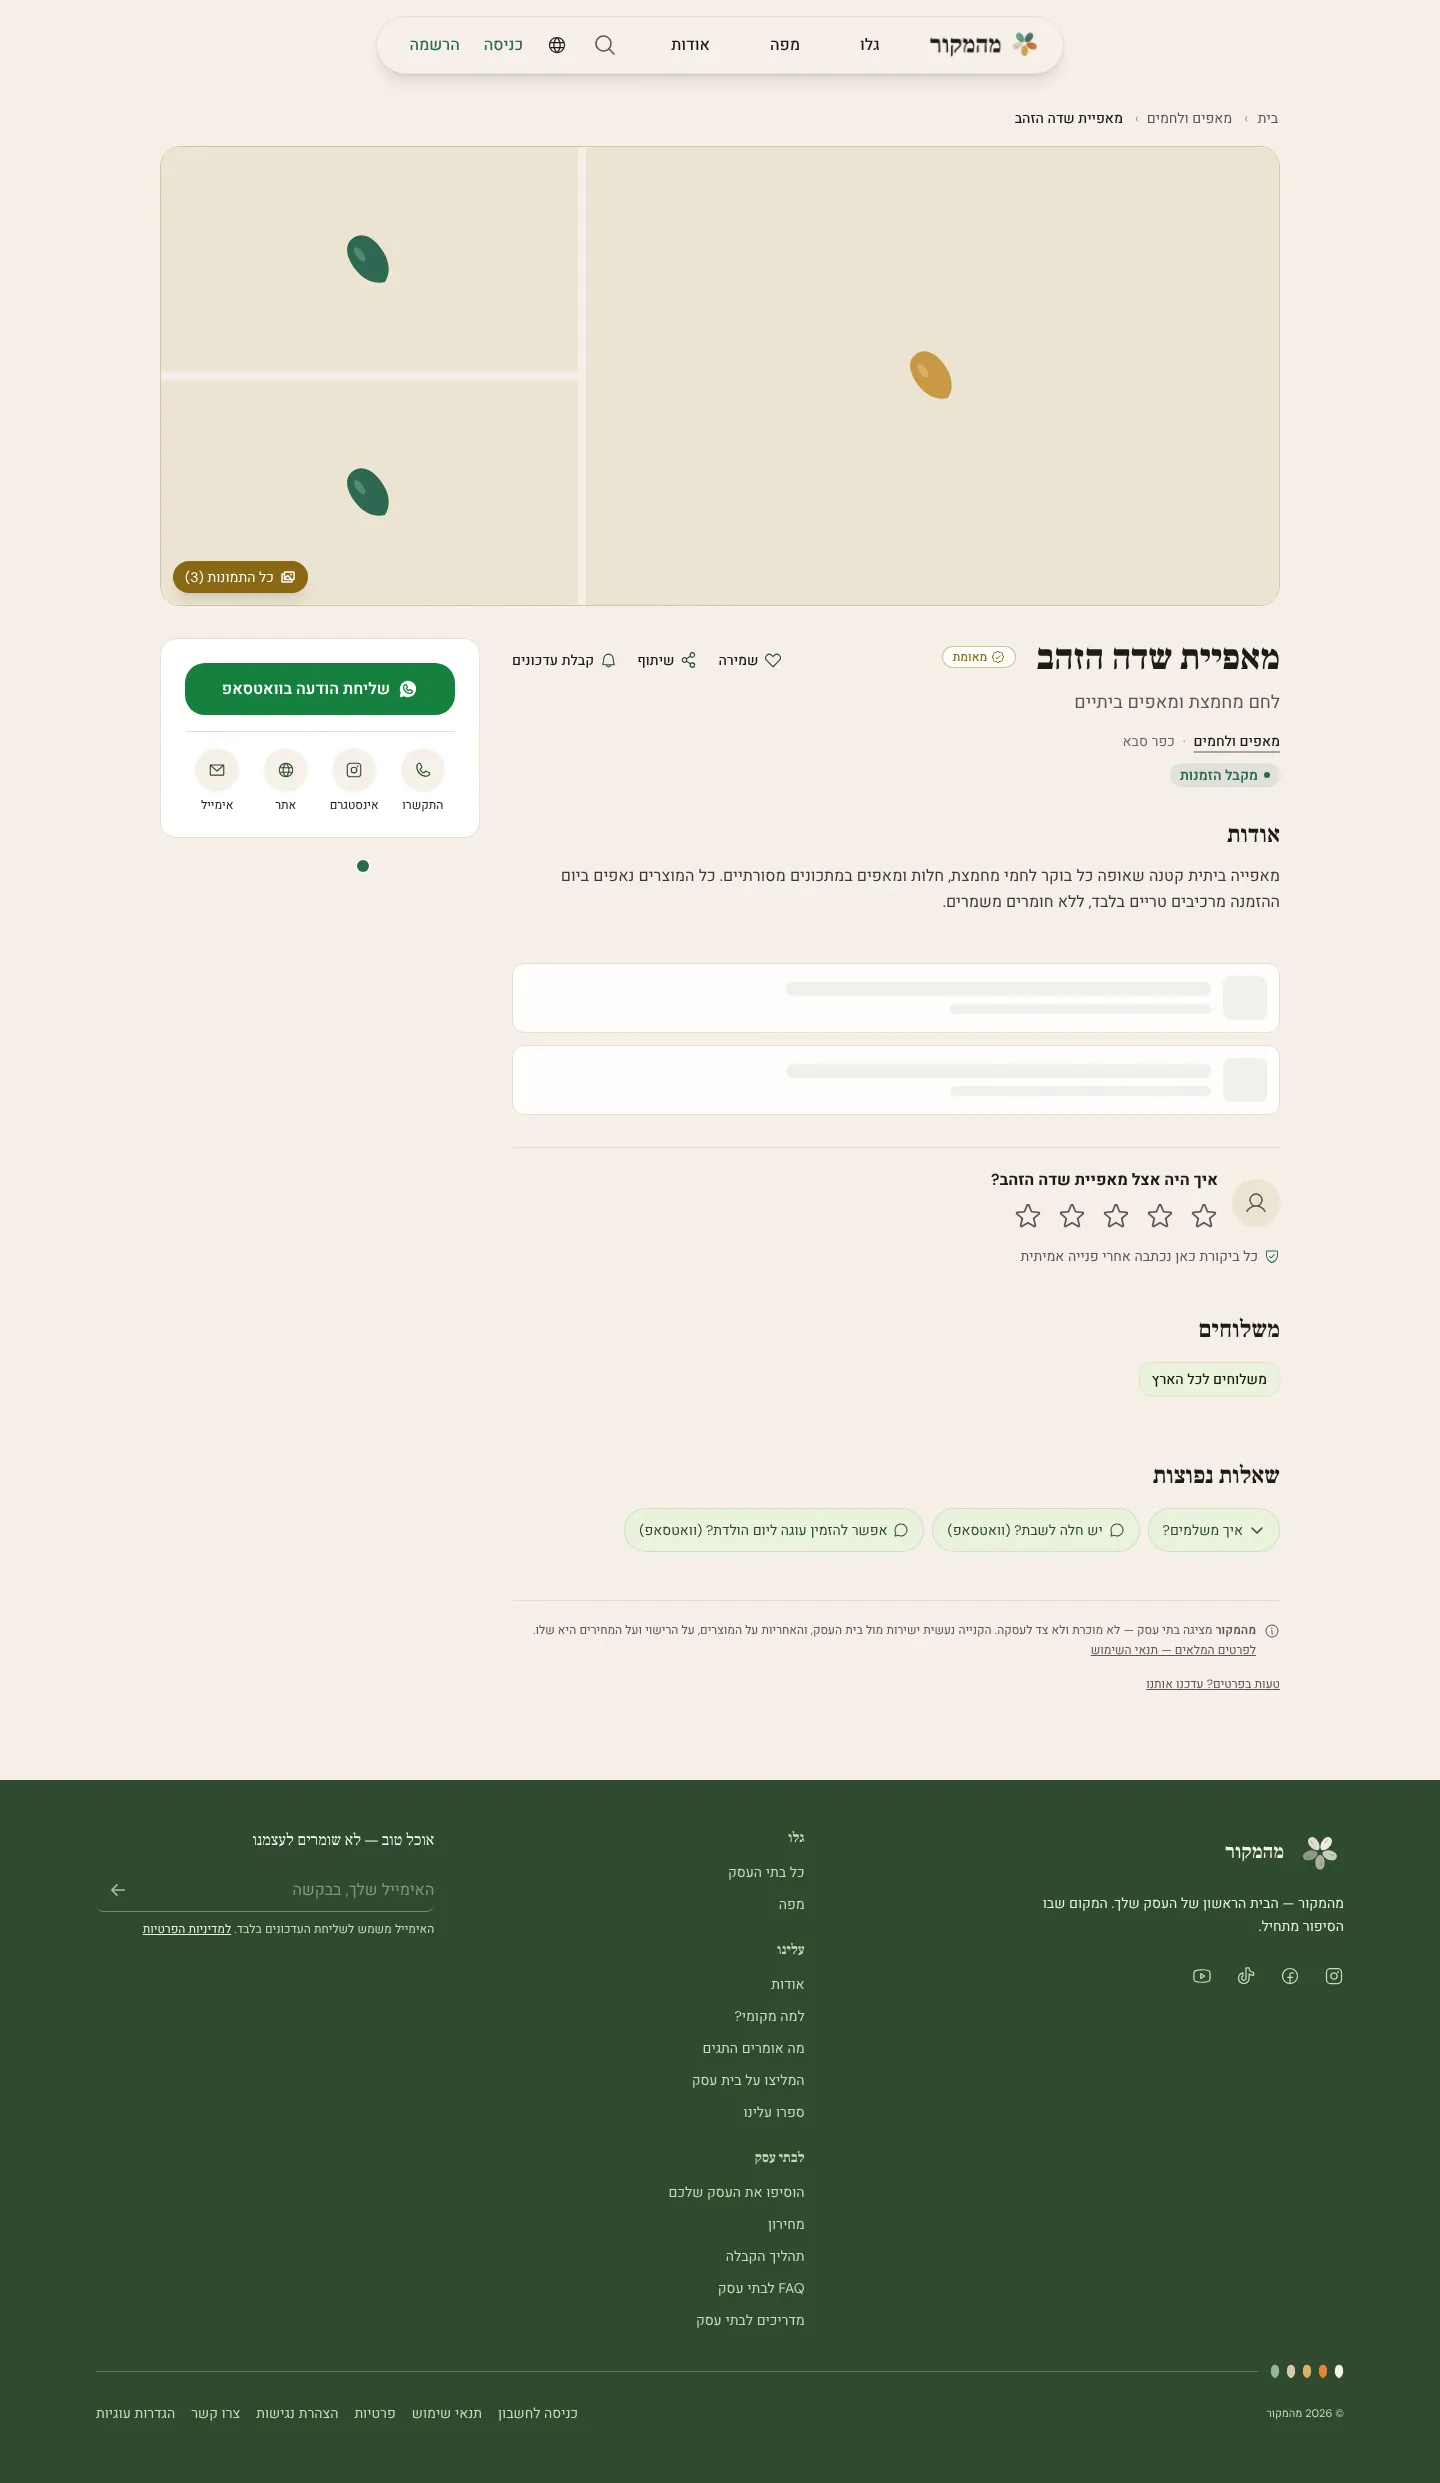 מהמקור
גלו
מפה
אודות
כניסה
הרשמה
בית › מאפים ולחמים › מאפיית שדה הזהב
כל התמונות (3)
מאפיית שדה הזהב
מאומת
שמירה
שיתוף
קבלת עדכונים
לחם מחמצת ומאפים ביתיים
מאפים ולחמים · כפר סבא
מקבל הזמנות
שליחת הודעה בוואטסאפ
התקשרו
אינסטגרם
אתר
אימייל
אודות
מאפייה ביתית קטנה שאופה כל בוקר לחמי מחמצת, חלות ומאפים במתכונים מסורתיים. כל המוצרים נאפים ביום
ההזמנה מרכיבים טריים בלבד, ללא חומרים משמרים.
איך היה אצל מאפיית שדה הזהב?
כל ביקורת כאן נכתבה אחרי פנייה אמיתית
משלוחים
משלוחים לכל הארץ
שאלות נפוצות
איך משלמים?
יש חלה לשבת? (וואטסאפ)
אפשר להזמין עוגה ליום הולדת? (וואטסאפ)
מהמקור מציגה בתי עסק — לא מוכרת ולא צד לעסקה. הקנייה נעשית ישירות מול בית העסק, והאחריות על המוצרים, על הרישוי ועל המחירים היא שלו.
לפרטים המלאים — תנאי השימוש
טעות בפרטים? עדכנו אותנו
מהמקור
מהמקור — הבית הראשון של העסק שלך. המקום שבו
הסיפור מתחיל.
גלו
כל בתי העסק
מפה
עלינו
אודות
למה מקומי?
מה אומרים התגים
המליצו על בית עסק
ספרו עלינו
לבתי עסק
הוסיפו את העסק שלכם
מחירון
תהליך הקבלה
FAQ לבתי עסק
מדריכים לבתי עסק
אוכל טוב — לא שומרים לעצמנו
האימייל שלך, בבקשה
האימייל משמש לשליחת העדכונים בלבד. למדיניות הפרטיות
© 2026 מהמקור
כניסה לחשבון
תנאי שימוש
פרטיות
הצהרת נגישות
צרו קשר
הגדרות עוגיות